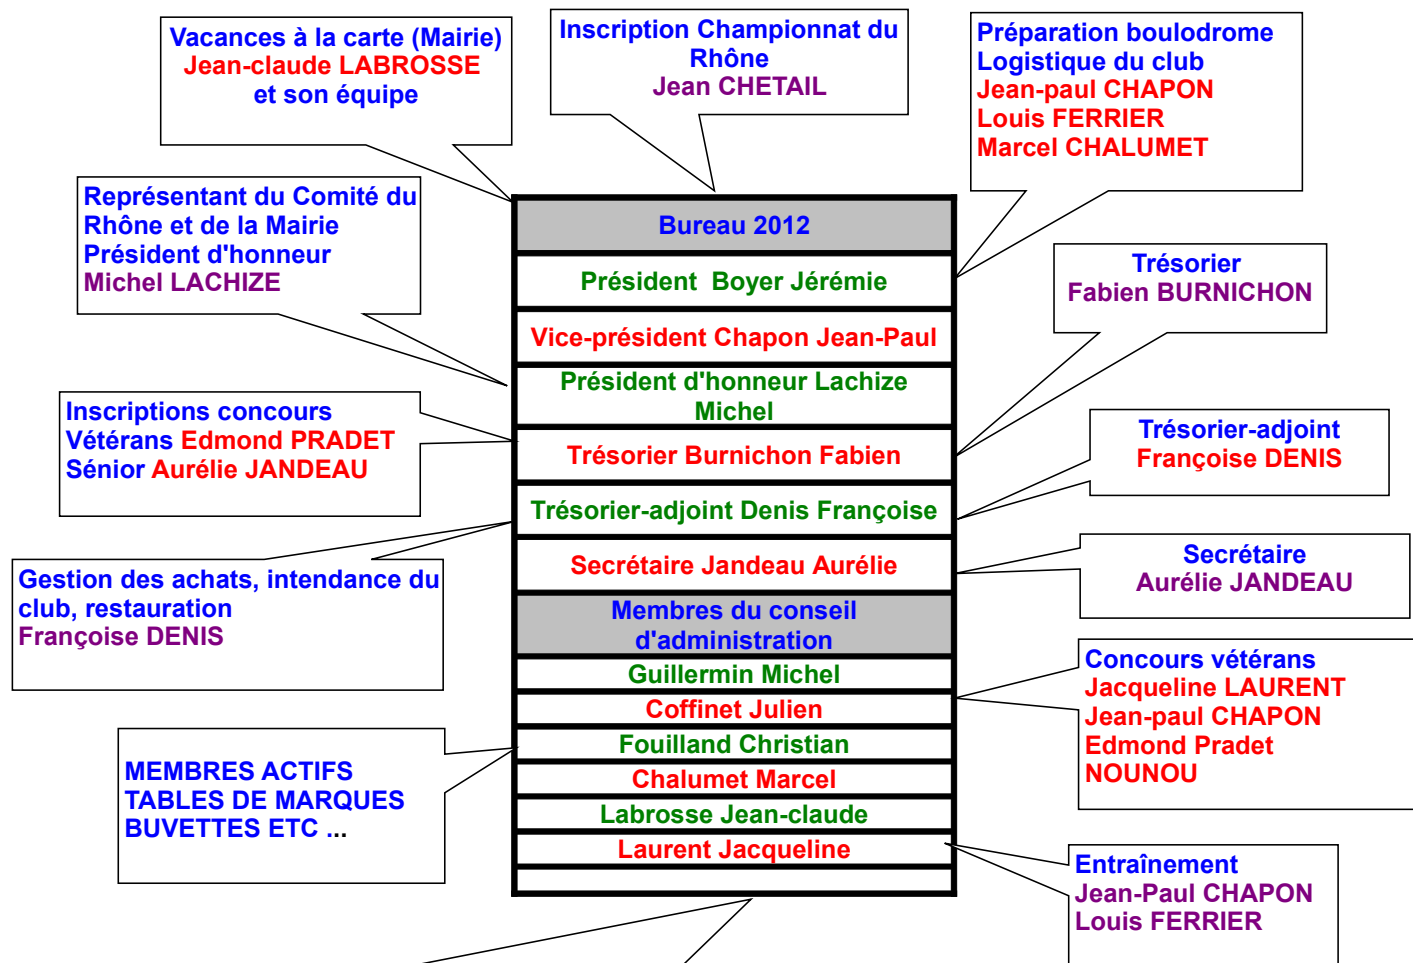 Vacances à la carte (Mairie)
Jean-claude LABROSSE
et son équipe
Inscription Championnat du
Rhône
Jean CHETAIL
Préparation boulodrome
Logistique du club
Jean-paul CHAPON
Louis FERRIER
Marcel CHALUMET
Représentant du Comité du
Rhône et de la Mairie
Président d'honneur
Michel LACHIZE
Trésorier
Fabien BURNICHON
Inscriptions concours
Vétérans Edmond PRADET
Sénior Aurélie JANDEAU
Trésorier-adjoint
Françoise DENIS
Gestion des achats, intendance du
club, restauration
Françoise DENIS
Secrétaire
Aurélie JANDEAU
Bureau 2012
Président  Boyer Jérémie
Vice-président Chapon Jean-Paul
Président d'honneur Lachize
Michel
Trésorier Burnichon Fabien
Trésorier-adjoint Denis Françoise
Secrétaire Jandeau Aurélie
Membres du conseil
d'administration
Guillermin Michel
Coffinet Julien
Fouilland Christian
Chalumet Marcel
Labrosse Jean-claude
Laurent Jacqueline
Concours vétérans
Jacqueline LAURENT
Jean-paul CHAPON
Edmond Pradet
NOUNOU
MEMBRES ACTIFS
TABLES DE MARQUES
BUVETTES ETC ...
Entraînement
Jean-Paul CHAPON
Louis FERRIER